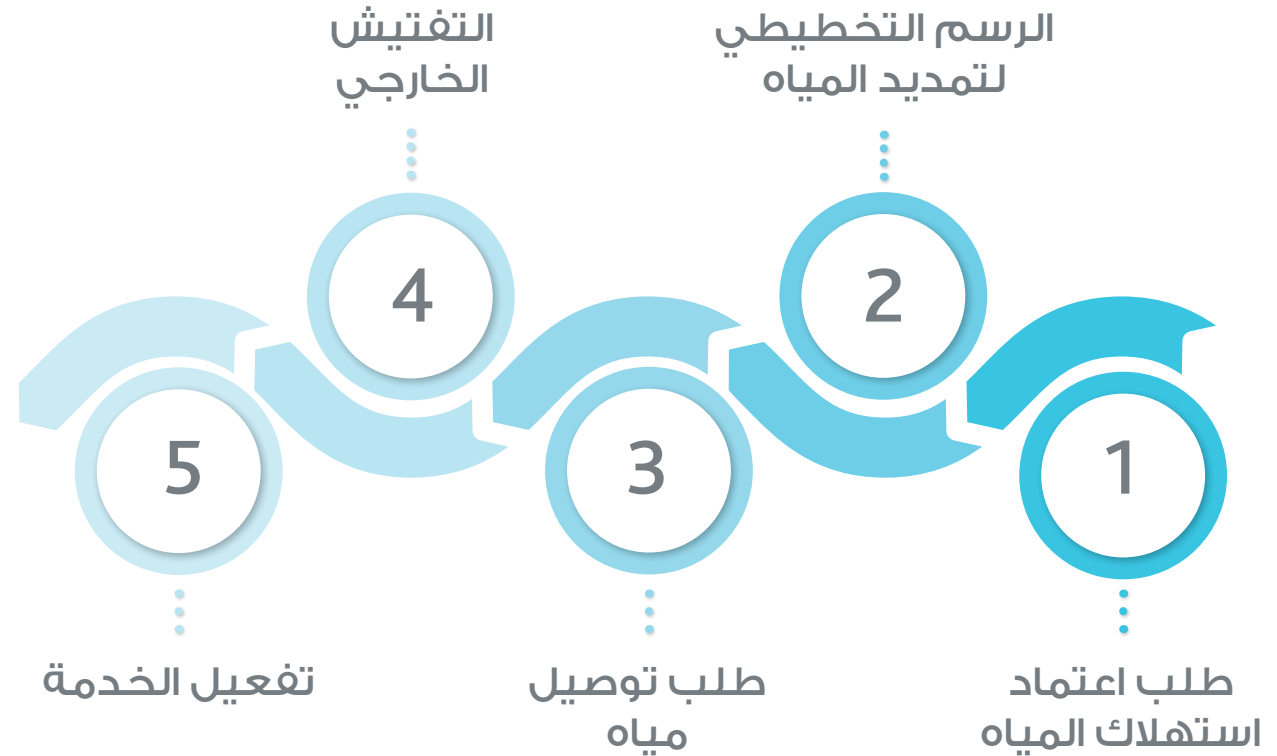 1
طلب اعتماد
استهلاك المياه
2
الرسم التخطيطي
لتمديد المياه
3
طلب توصيل
مياه
4
التفتيش
الخارجي
5
تفعيل الخدمة